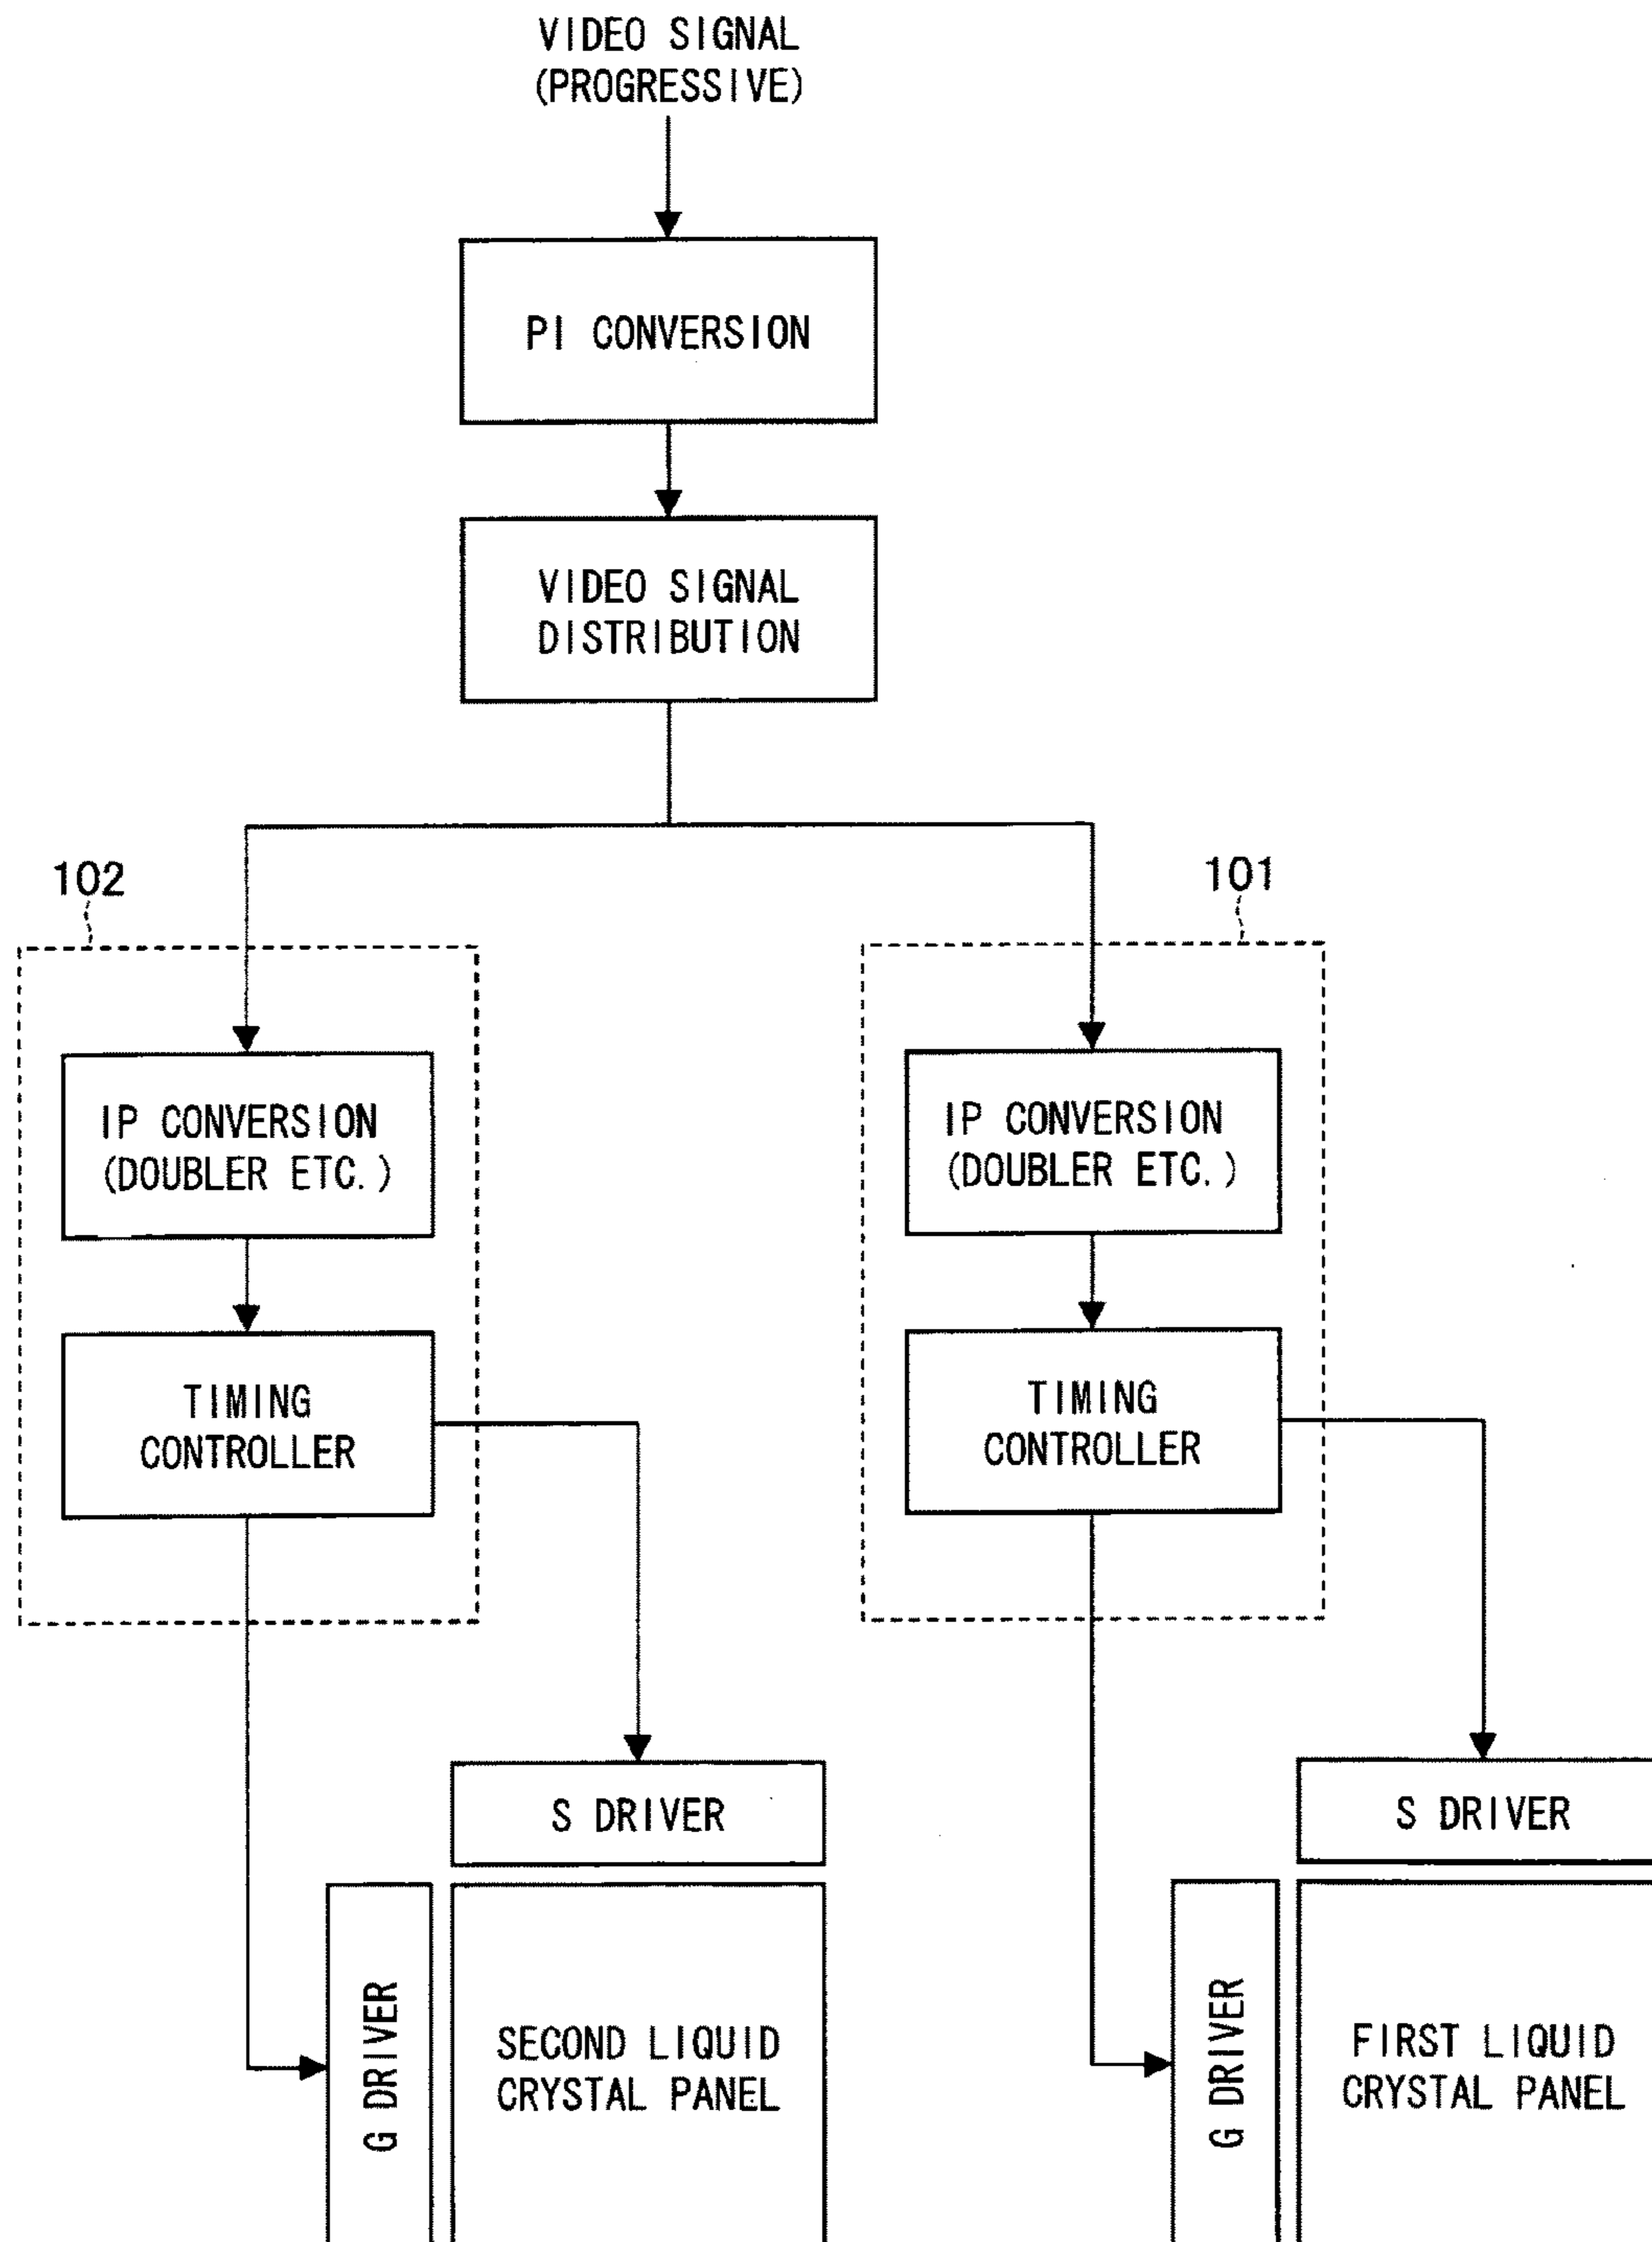 VIDEO SIGNAL
(PROGRESSIVE)
PI CONVERSION
VIDEO SIGNAL
DISTRIBUTION
102
101
IP CONVERSION
(DOUBLER ETC.)
IP CONVERSION
(DOUBLER ETC.)
TIMING
CONTROLLER
TIMING
CONTROLLER
S DRIVER
S DRIVER
G DRIVER
SECOND LIQUID
CRYSTAL PANEL
G DRIVER
FIRST LIQUID
CRYSTAL PANEL